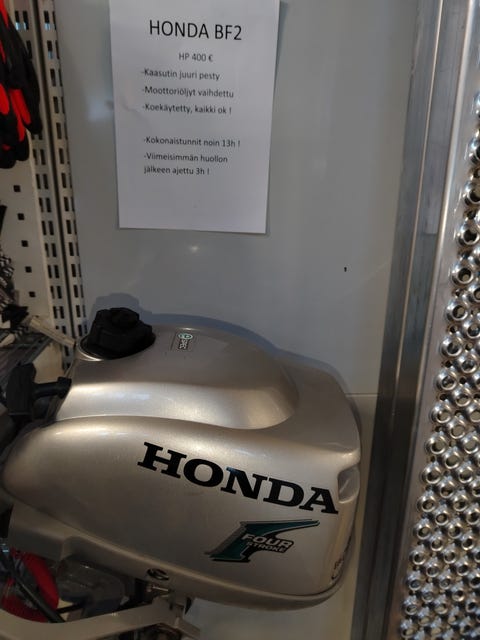 HONDA BF2
HP 400 €
-Kaasutin juuri pesty
-Moottoriöljyt vaihdettu
-Koekäytetty, kaikki ok !
-Kokonaistunnit noin 13h !
-Viimeisimmän huollon
jälkeen ajettu 3h !
HONDA
FOUR
STROKE